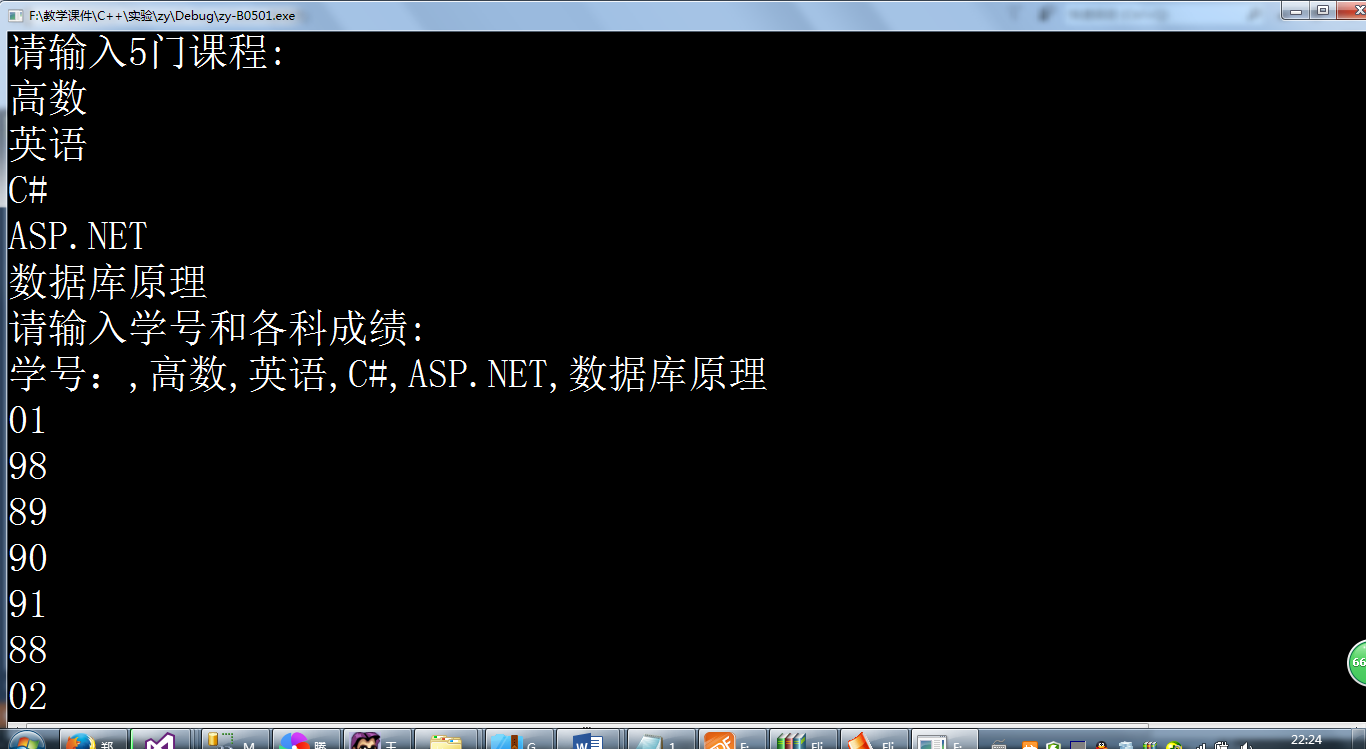 F:\教学课件\C++\实验\zy\Debug\zy-B0501.exe
请输入5门课程:
高数
英语
C#
ASP.NET
数据库原理
请输入学号和各科成绩:
学号：,高数,英语,C#,ASP.NET,数据库原理
01
98
89
90
91
88
02
66
22:24